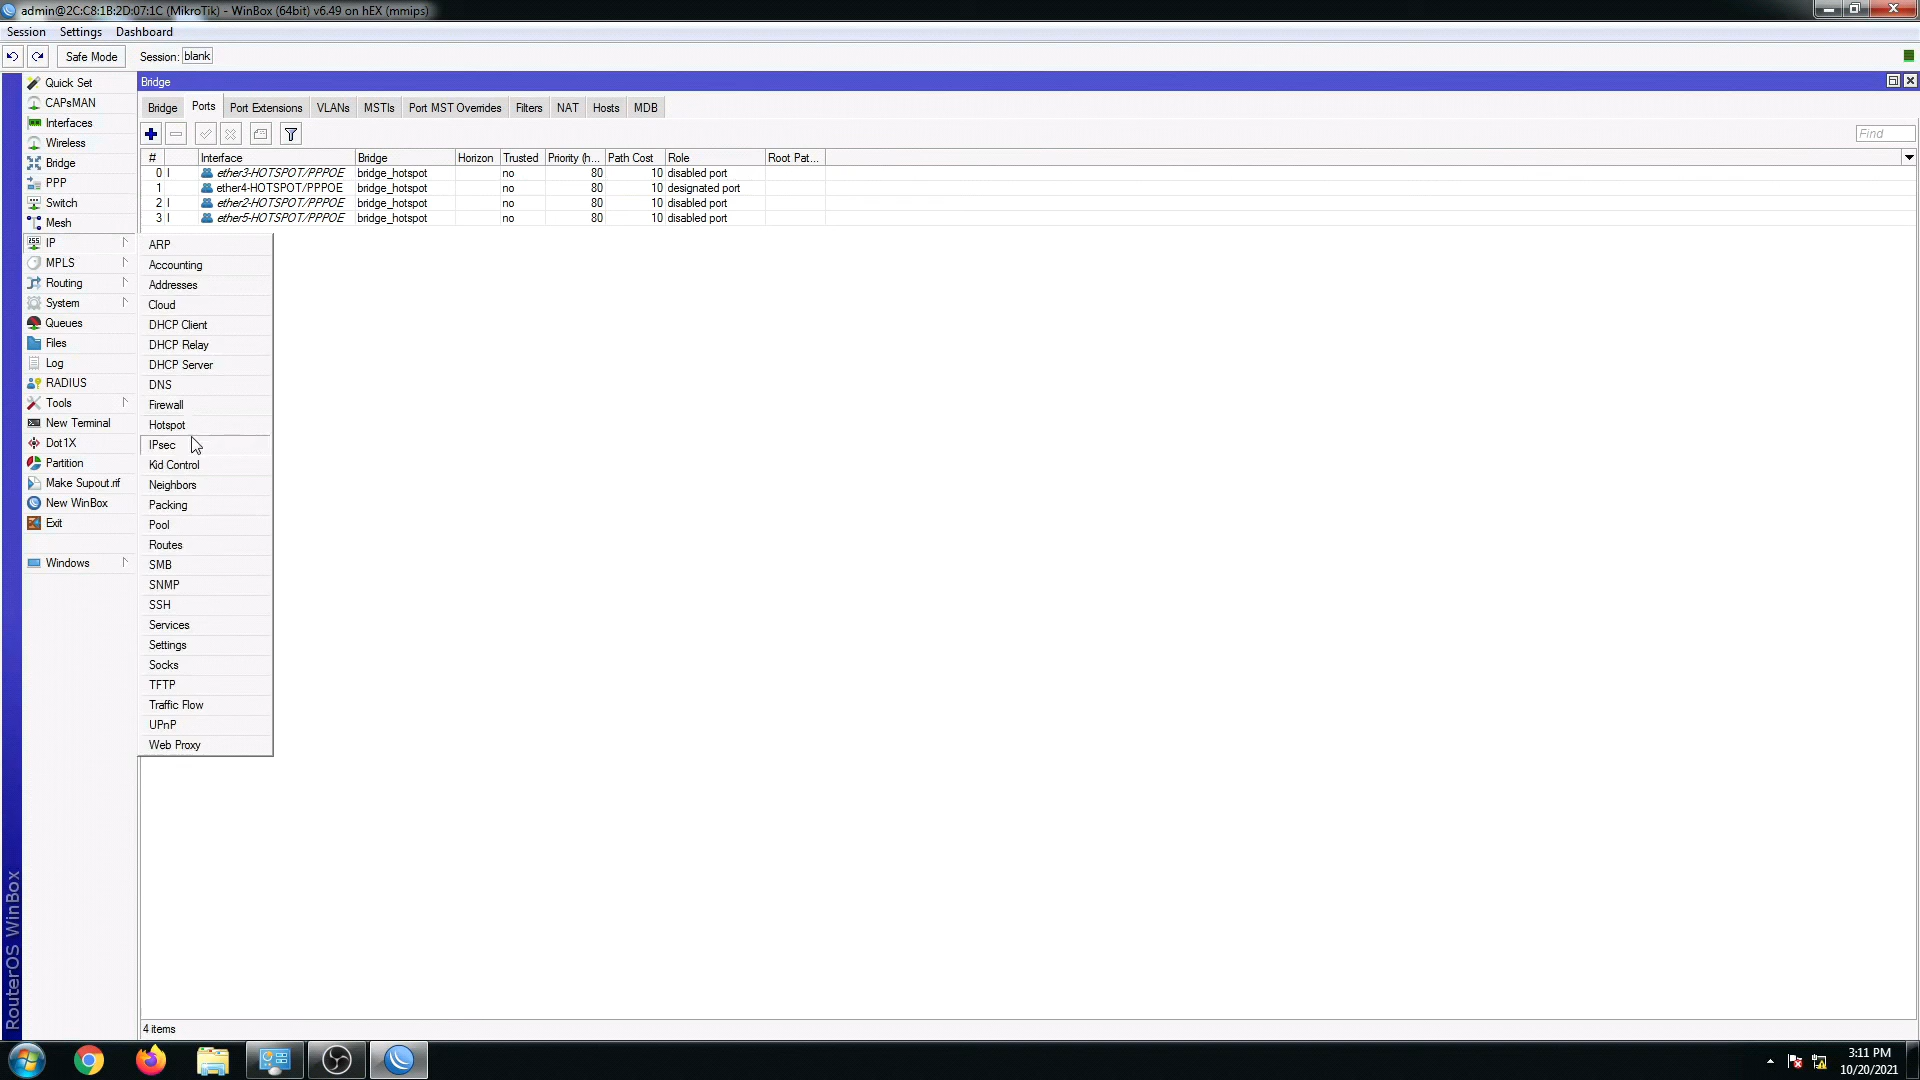 admin@2C:C8:1B:2D:07:1C (MikroTik) - WinBox (64bit) v6.49 on hEX (mmips)
Session Settings Dashboard
Safe Mode Session: blank
Quick Set
CAPsMAN
Interfaces
Wireless
Bridge
PPP
Switch
Mesh
IP
MPLS
Routing
System
Queues
Files
Log
RADIUS
Tools
New Terminal
Dot1X
Partition
Make Supout.rif
New WinBox
Exit
Windows
RouterOS WinBox
Bridge
Bridge Ports Port Extensions VLANs MSTIs Port MST Overrides Filters NAT Hosts MDB
Find
# Interface Bridge Horizon Trusted Priority (h... Path Cost Role Root Pat...
0 I ether3-HOTSPOT/PPPOE bridge_hotspot no 80 10 disabled port
1 ether4-HOTSPOT/PPPOE bridge_hotspot no 80 10 designated port
2 I ether2-HOTSPOT/PPPOE bridge_hotspot no 80 10 disabled port
3 I ether5-HOTSPOT/PPPOE bridge_hotspot no 80 10 disabled port
ARP
Accounting
Addresses
Cloud
DHCP Client
DHCP Relay
DHCP Server
DNS
Firewall
Hotspot
IPsec
Kid Control
Neighbors
Packing
Pool
Routes
SMB
SNMP
SSH
Services
Settings
Socks
TFTP
Traffic Flow
UPnP
Web Proxy
4 items
3:11 PM
10/20/2021